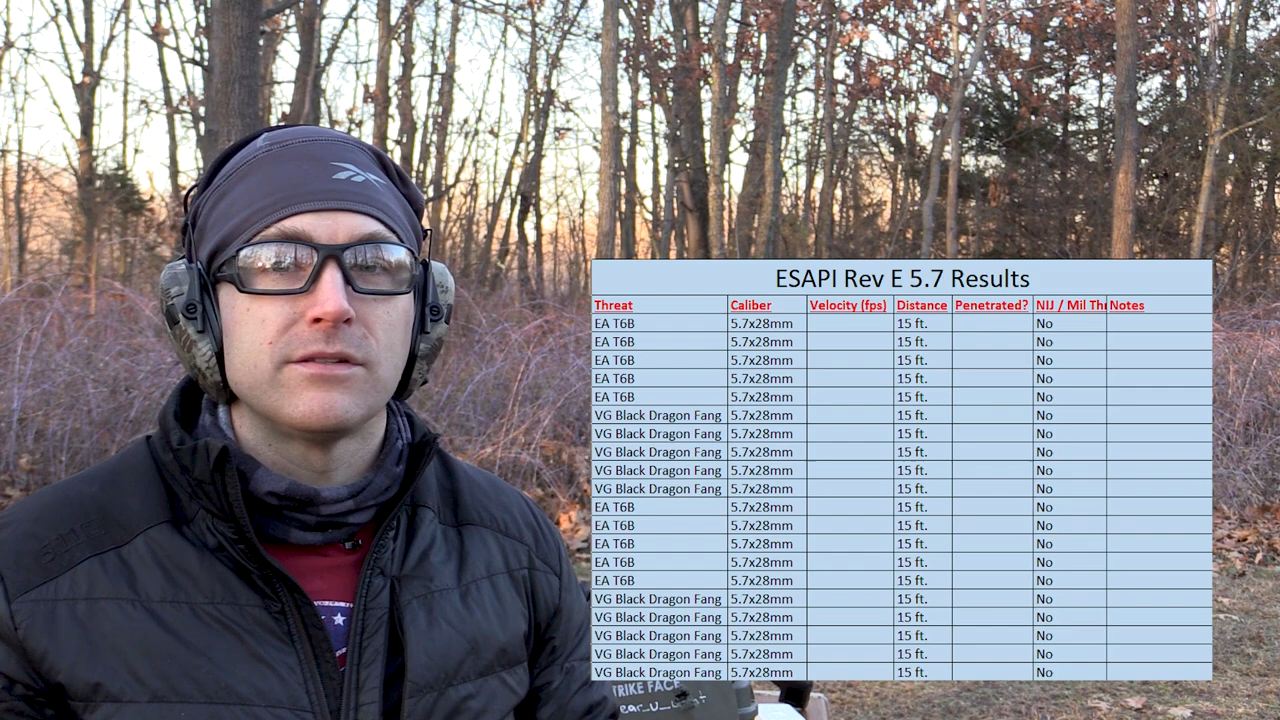 ESAPI Rev E 5.7 Results
Threat Caliber Velocity (fps) Distance Penetrated? NIJ / Mil Thr Notes
EA T6B 5.7x28mm 15 ft. No
EA T6B 5.7x28mm 15 ft. No
EA T6B 5.7x28mm 15 ft. No
EA T6B 5.7x28mm 15 ft. No
EA T6B 5.7x28mm 15 ft. No
VG Black Dragon Fang 5.7x28mm 15 ft. No
VG Black Dragon Fang 5.7x28mm 15 ft. No
VG Black Dragon Fang 5.7x28mm 15 ft. No
VG Black Dragon Fang 5.7x28mm 15 ft. No
VG Black Dragon Fang 5.7x28mm 15 ft. No
EA T6B 5.7x28mm 15 ft. No
EA T6B 5.7x28mm 15 ft. No
EA T6B 5.7x28mm 15 ft. No
EA T6B 5.7x28mm 15 ft. No
EA T6B 5.7x28mm 15 ft. No
VG Black Dragon Fang 5.7x28mm 15 ft. No
VG Black Dragon Fang 5.7x28mm 15 ft. No
VG Black Dragon Fang 5.7x28mm 15 ft. No
VG Black Dragon Fang 5.7x28mm 15 ft. No
VG Black Dragon Fang 5.7x28mm 15 ft. No
TRIKE FACE